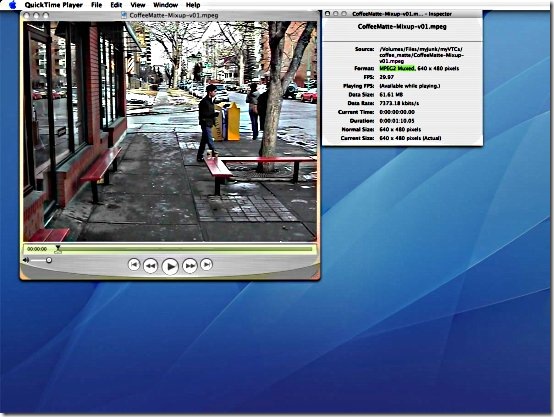 QuickTime Player File Edit View Window Help
CoffeeMatte-Mixup-v01.mpeg
CoffeeMatte-Mixup-v01.m... - Inspector
CoffeeMatte-Mixup-v01.mpeg
Source: /Volumes/Files/myJunk/myVTCs/
coffee_matte/CoffeeMatte-Mixup-
v01.mpeg
Format: MPEG2 Muxed, 640 x 480 pixels
FPS: 29.97
Playing FPS: (Available while playing.)
Data Size: 61.61 MB
Data Rate: 7373.18 kbits/s
Current Time: 0:00:00:00.00
Duration: 0:00:01:10.05
Normal Size: 640 x 480 pixels
Current Size: 640 x 480 pixels (Actual)
00:00:00